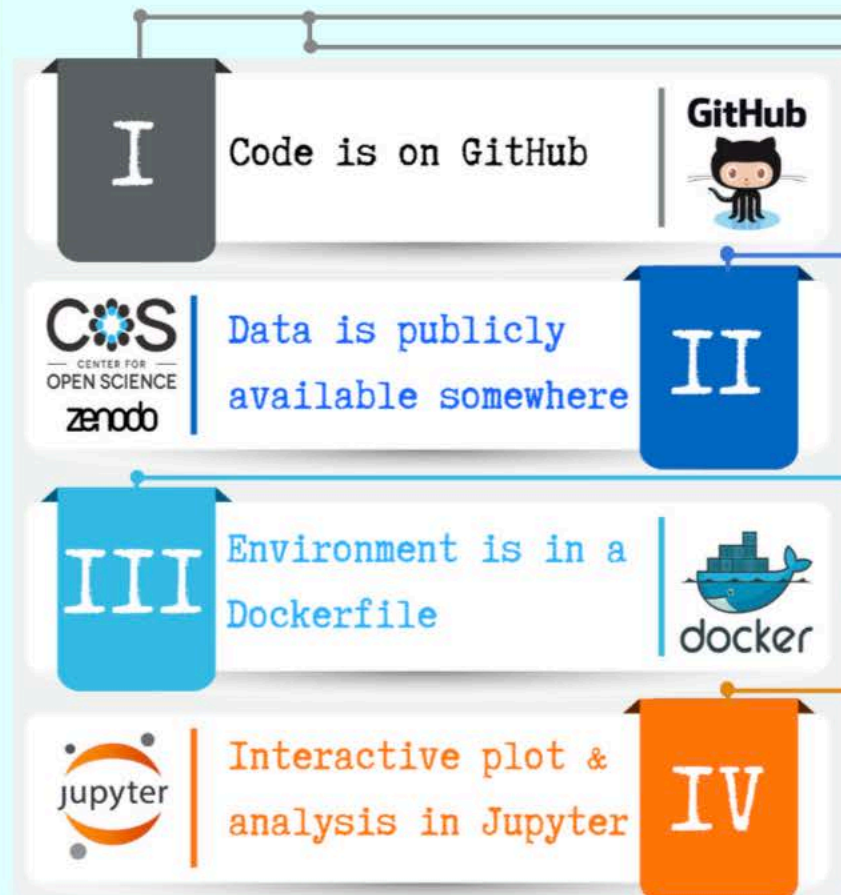 I
Code is on GitHub
GitHub
COS
CENTER FOR
OPEN SCIENCE
zenodo
Data is publicly
available somewhere
II
III
Environment is in a
Dockerfile
docker
jupyter
Interactive plot &
analysis in Jupyter
IV